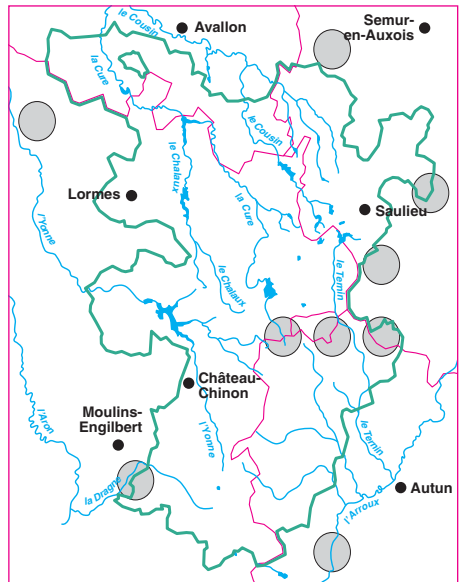 le Cousin
Avallon
Semur-
en-Auxois
la Cure
le Cousin
le Chalaux
Lormes
la Cure
Saulieu
l'Yonne
le Chalaux
le Ternin
Château-
Chinon
l'Aron
Moulins-
Engilbert
l'Yonne
le Ternin
la Dragne
Autun
l'Arroux